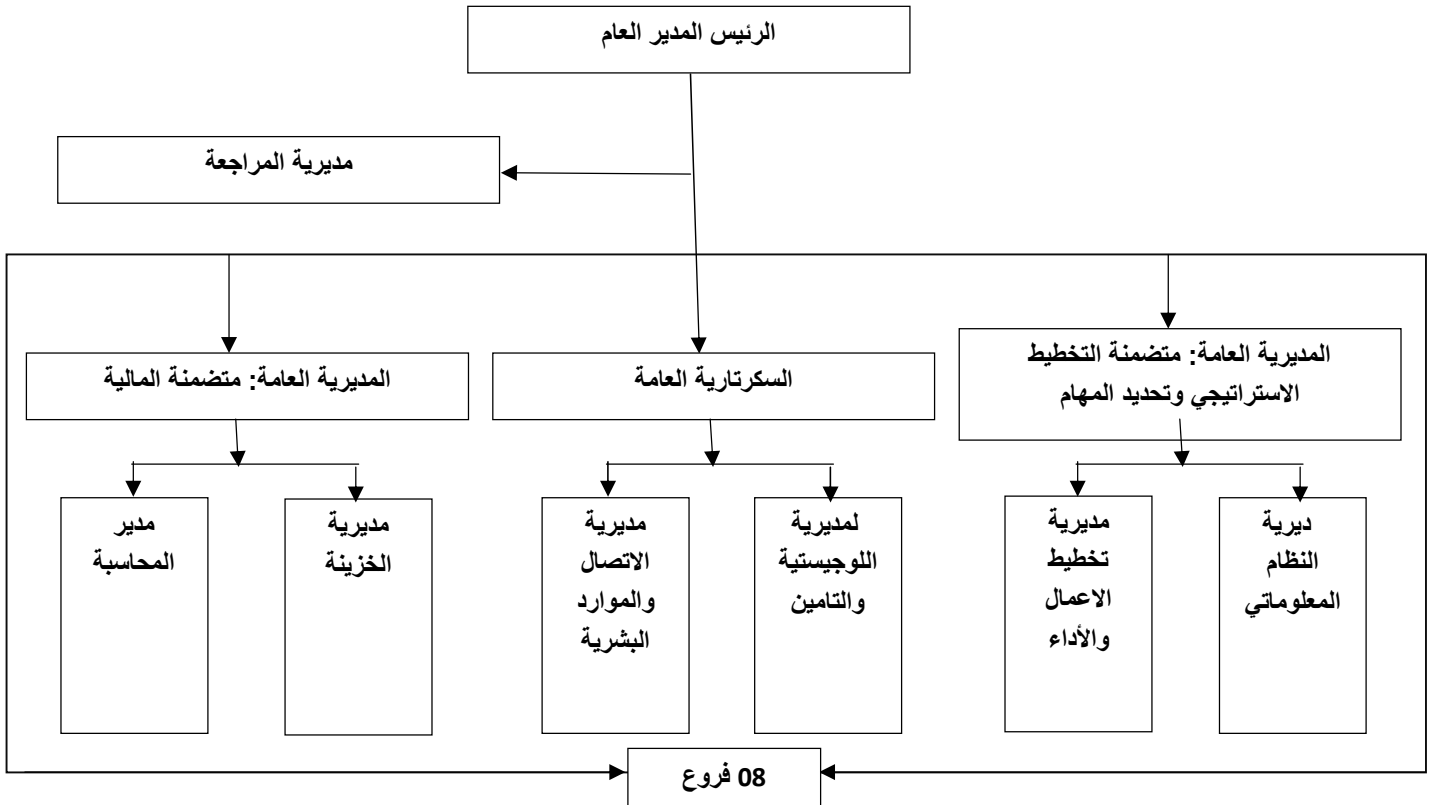 الرئيس المدير العام
مديرية المراجعة
المديرية العامة: متضمنة التخطيط
الاستراتيجي وتحديد المهام
السكرتارية العامة
المديرية العامة: متضمنة المالية
ديرية
النظام
المعلوماتي
مديرية
تخطيط
الاعمال
والأداء
لمديرية
اللوجيستية
والتامين
مديرية
الاتصال
والموارد
البشرية
مديرية
الخزينة
مدير
المحاسبة
08 فروع